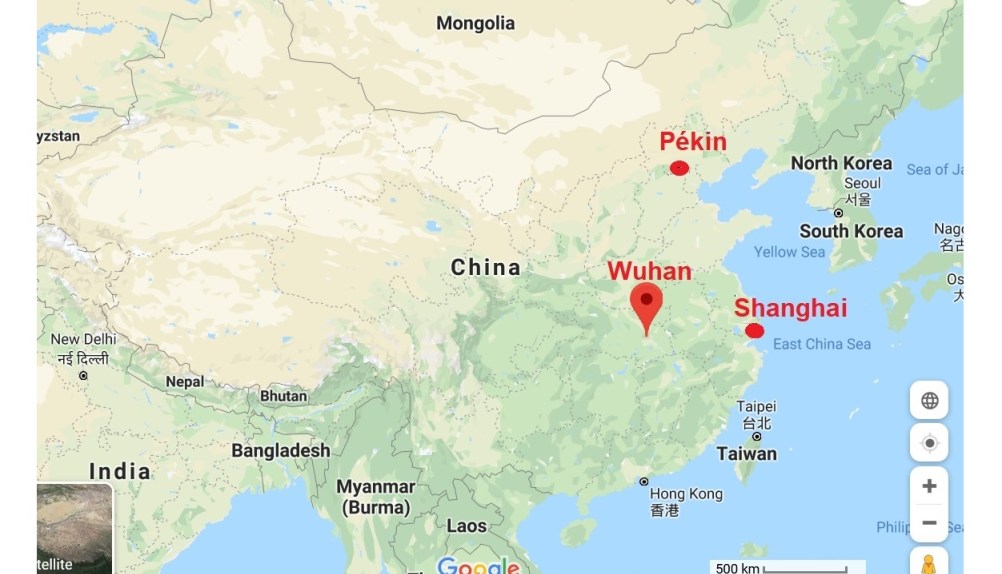 Mongolia
yzstan
Pékin
North Korea
Sea of Ja
Seoul
서울
South Korea
Nago
名古
Yellow Sea
China
Wuhan
Os
大
Shanghai
East China Sea
New Delhi
नई दिल्ली
Nepal
Bhutan
Taipei
台北
Bangladesh
Taiwan
India
Myanmar
(Burma)
Hong Kong
香港
Laos
Philip
Sea
tellite
Google
500 km